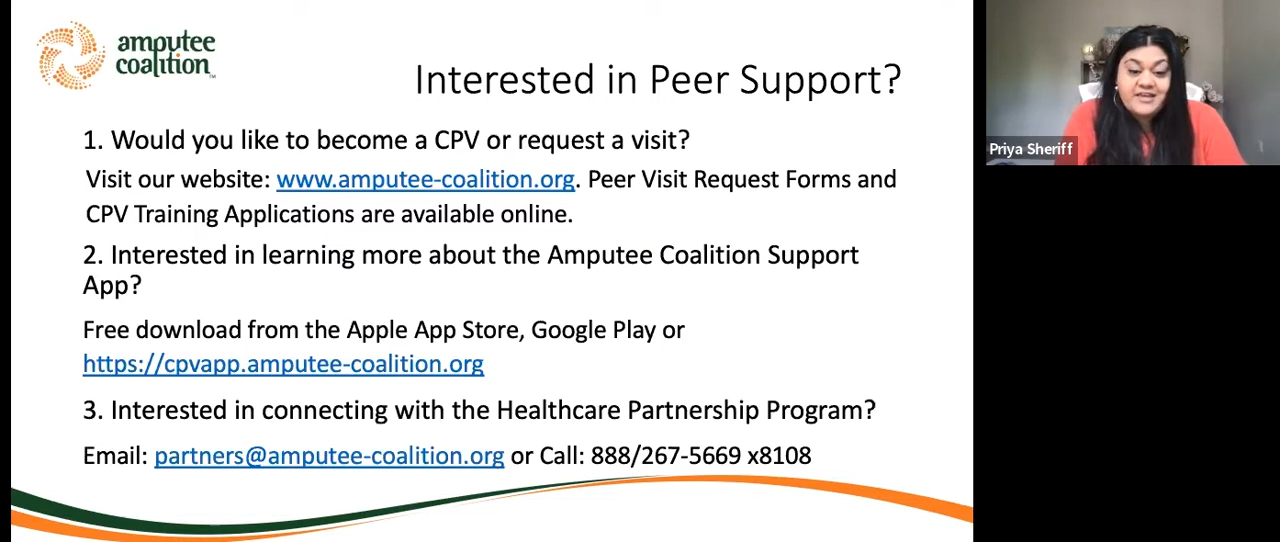 amputee
coalition
TM
Interested in Peer Support?
1. Would you like to become a CPV or request a visit?
Visit our website: www.amputee-coalition.org. Peer Visit Request Forms and
CPV Training Applications are available online.
2. Interested in learning more about the Amputee Coalition Support
App?
Free download from the Apple App Store, Google Play or
https://cpvapp.amputee-coalition.org
3. Interested in connecting with the Healthcare Partnership Program?
Email: partners@amputee-coalition.org or Call: 888/267-5669 x8108
Priya Sheriff